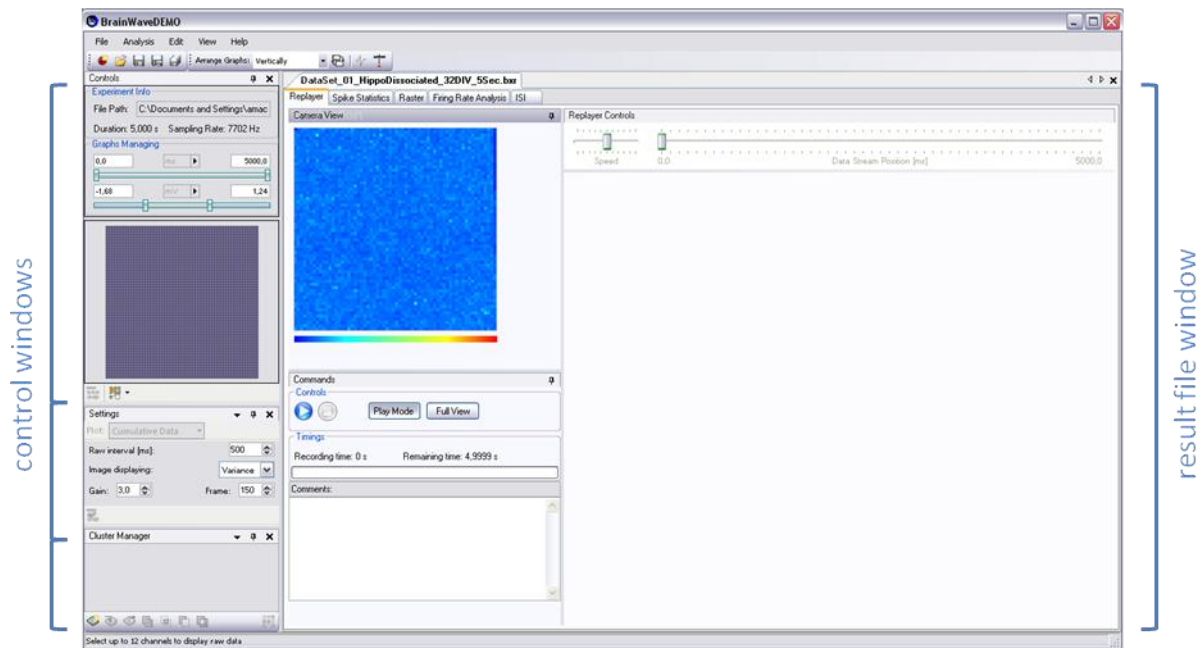 BrainWaveDEMO
File Analysis Edit View Help
Arrange Graphs: Vertically
Controls
Experiment Info
File Path: C:\Documents and Settings\amac
Duration: 5,000 s Sampling Rate: 7702 Hz
Graphs Managing
0,0 ms 5000,0
-1,68 mV 1,24
Settings
Plot: Cumulative Data
Raw interval [ms]: 500
Image displaying: Variance
Gain: 3,0 Frame: 150
Cluster Manager
Select up to 12 channels to display raw data
DataSet_01_HippoDissociated_32DIV_5Sec.bxr
Replayer Spike Statistics Raster Firing Rate Analysis ISI
Camera View
Commands
Controls
Play Mode Full View
Timings
Recording time: 0 s Remaining time: 4,9999 s
Comments:
Replayer Controls
Speed 0,0 Data Stream Position [ms] 5000,0
control windows
result file window